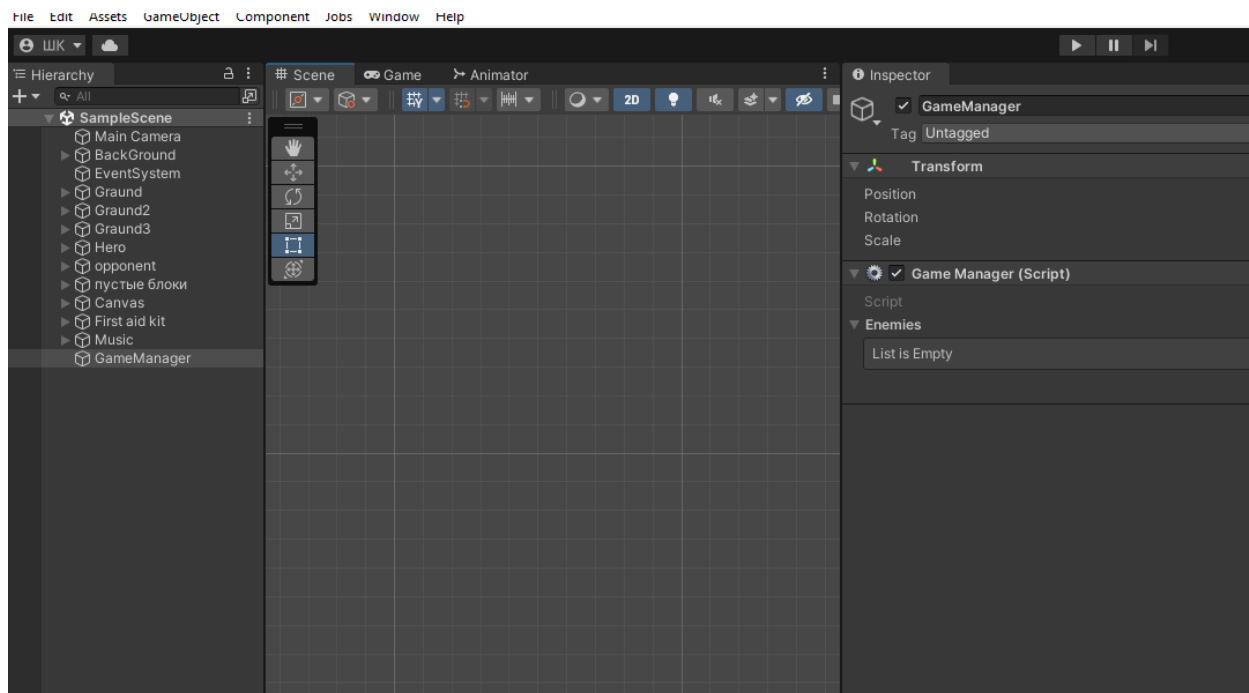 File Edit Assets GameObject Component Jobs Window Help
ШК
Hierarchy
All
SampleScene
Main Camera
BackGround
EventSystem
Graund
Graund2
Graund3
Hero
opponent
пустые блоки
Canvas
First aid kit
Music
GameManager
Scene Game Animator
2D
Inspector
GameManager
Tag Untagged
Transform
Position
Rotation
Scale
Game Manager (Script)
Script
Enemies
List is Empty